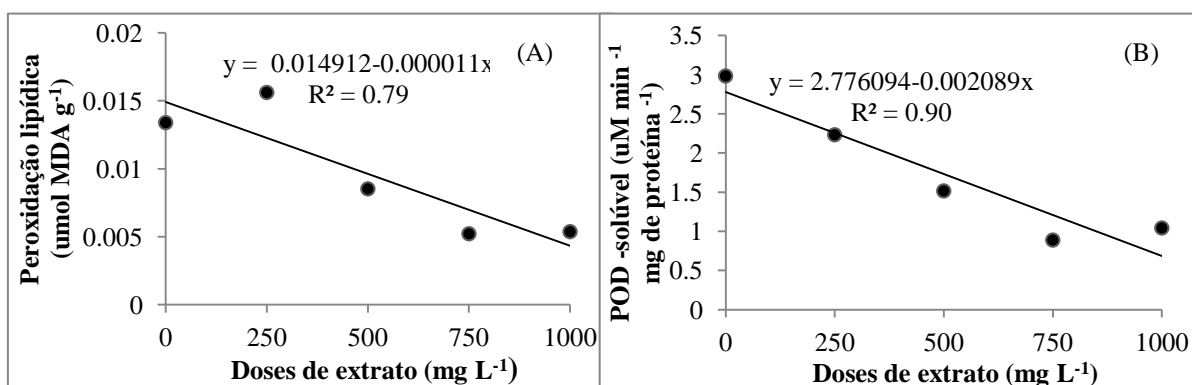 Peroxidação lipídica
(umol MDA g⁻¹)
0.02
0.015
0.01
0.005
0
(A)
y = 0.014912-0.000011x
R² = 0.79
0 250 500 750 1000
Doses de extrato (mg L⁻¹)
POD -solúvel (uM min ⁻¹
mg de proteína ⁻¹)
3.5
3
2.5
2
1.5
1
0.5
0
(B)
y = 2.776094-0.002089x
R² = 0.90
0 250 500 750 1000
Doses de extrato (mg L⁻¹)